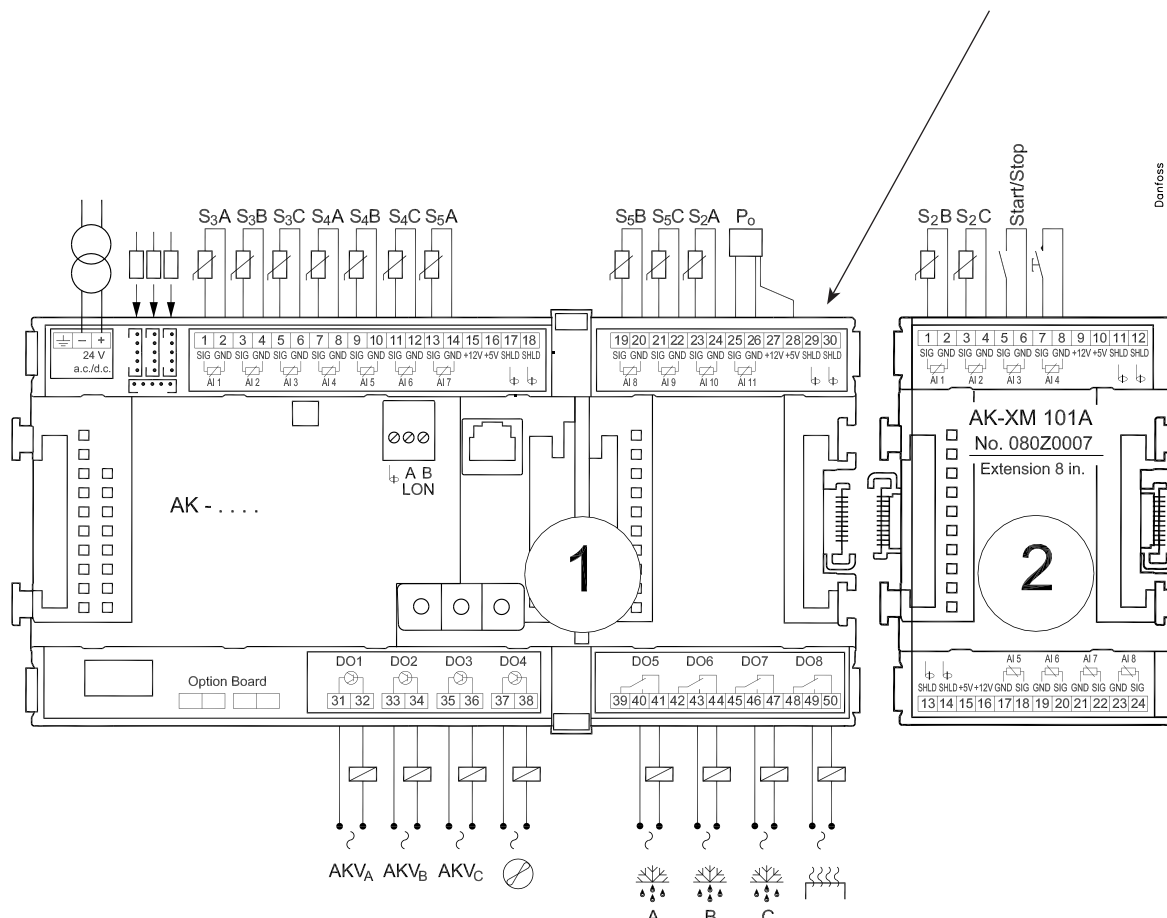 Danfoss
S3A S3B S3C S4A S4B S4C S5A
S5B S5C S2A P0
S2B S2C Start/Stop
24 V
a.c./d.c.
1 2 3 4 5 6 7 8 9 10 11 12 13 14 15 16 17 18
SIG GND SIG GND SIG GND SIG GND SIG GND SIG GND SIG GND +12V +5V SHLD SHLD
AI 1 AI 2 AI 3 AI 4 AI 5 AI 6 AI 7
19 20 21 22 23 24 25 26 27 28 29 30
SIG GND SIG GND SIG GND SIG GND +12V +5V SHLD SHLD
AI 8 AI 9 AI 10 AI 11
1 2 3 4 5 6 7 8 9 10 11 12
SIG GND SIG GND SIG GND SIG GND +12V +5V SHLD SHLD
AI 1 AI 2 AI 3 AI 4
A B
LON
AK - . . . .
1
AK-XM 101A
No. 080Z0007
Extension 8 in.
2
Option Board
DO1 DO2 DO3 DO4
31 32 33 34 35 36 37 38
DO5 DO6 DO7 DO8
39 40 41 42 43 44 45 46 47 48 49 50
AI 5 AI 6 AI 7 AI 8
SHLD SHLD +5V +12V GND SIG GND SIG GND SIG GND SIG
13 14 15 16 17 18 19 20 21 22 23 24
AKVA AKVB AKVC
A B C